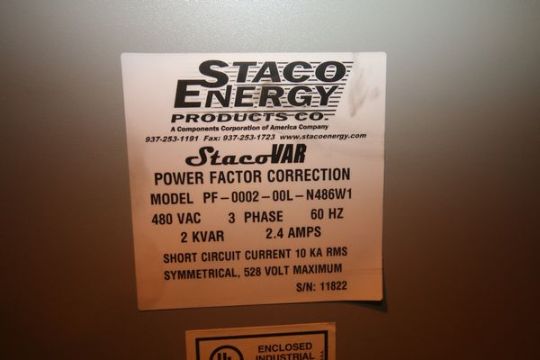 STACO
ENERGY
PRODUCTS CO.
A Components Corporation of America Company
937-253-1191 Fax: 937-253-1723 www.stacoenergy.com
StacoVAR
POWER FACTOR CORRECTION
MODEL PF-0002-00L-N486W1
480 VAC 3 PHASE 60 HZ
2 KVAR 2.4 AMPS
SHORT CIRCUIT CURRENT 10 KA RMS
SYMMETRICAL, 528 VOLT MAXIMUM
S/N: 11822
UL
ENCLOSED
INDUSTRIAL